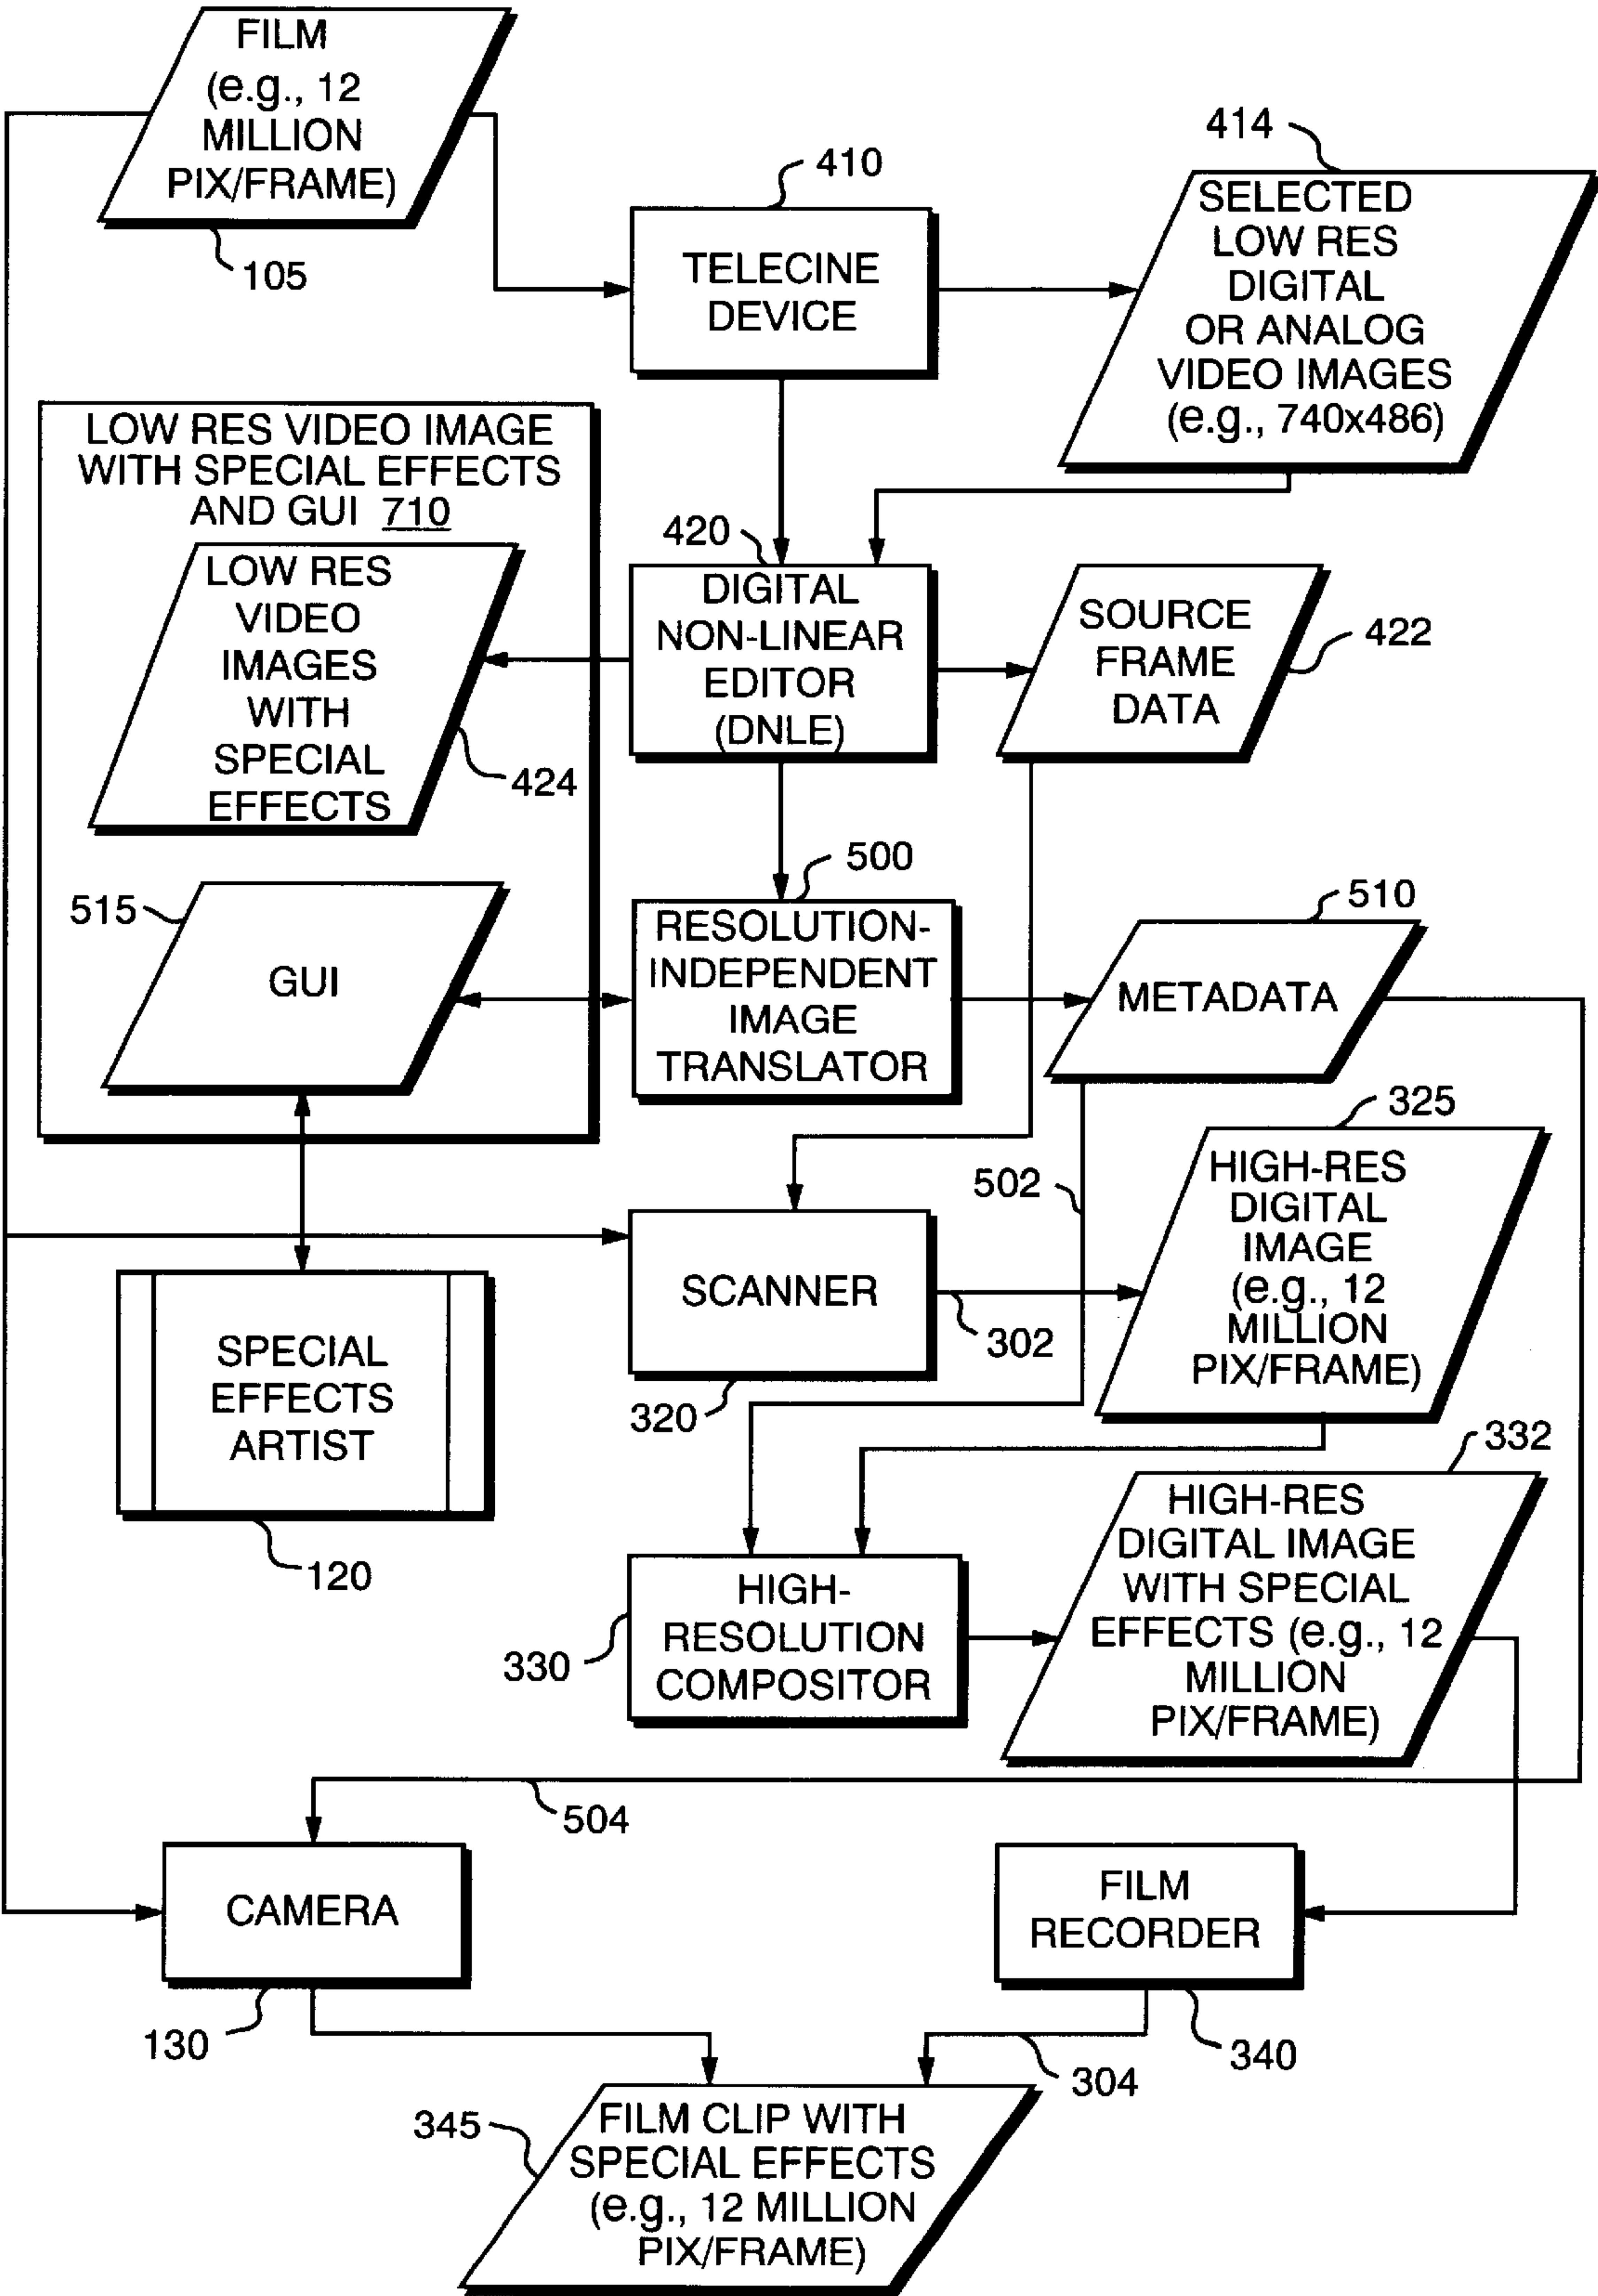 FILM
(e.g., 12
MILLION
PIX/FRAME)
105
410
TELECINE
DEVICE
414
SELECTED
LOW RES
DIGITAL
OR ANALOG
VIDEO IMAGES
(e.g., 740x486)
LOW RES VIDEO IMAGE
WITH SPECIAL EFFECTS
AND GUI 710
LOW RES
VIDEO
IMAGES
WITH
SPECIAL
EFFECTS
424
420
DIGITAL
NON-LINEAR
EDITOR
(DNLE)
SOURCE
FRAME
DATA
422
515
GUI
500
RESOLUTION-
INDEPENDENT
IMAGE
TRANSLATOR
510
METADATA
502
325
HIGH-RES
DIGITAL
IMAGE
(e.g., 12
MILLION
PIX/FRAME)
SCANNER
302
320
SPECIAL
EFFECTS
ARTIST
120
332
HIGH-RES
DIGITAL IMAGE
WITH SPECIAL
EFFECTS (e.g., 12
MILLION
PIX/FRAME)
HIGH-
RESOLUTION
COMPOSITOR
330
504
CAMERA
130
FILM
RECORDER
340
304
345
FILM CLIP WITH
SPECIAL EFFECTS
(e.g., 12 MILLION
PIX/FRAME)